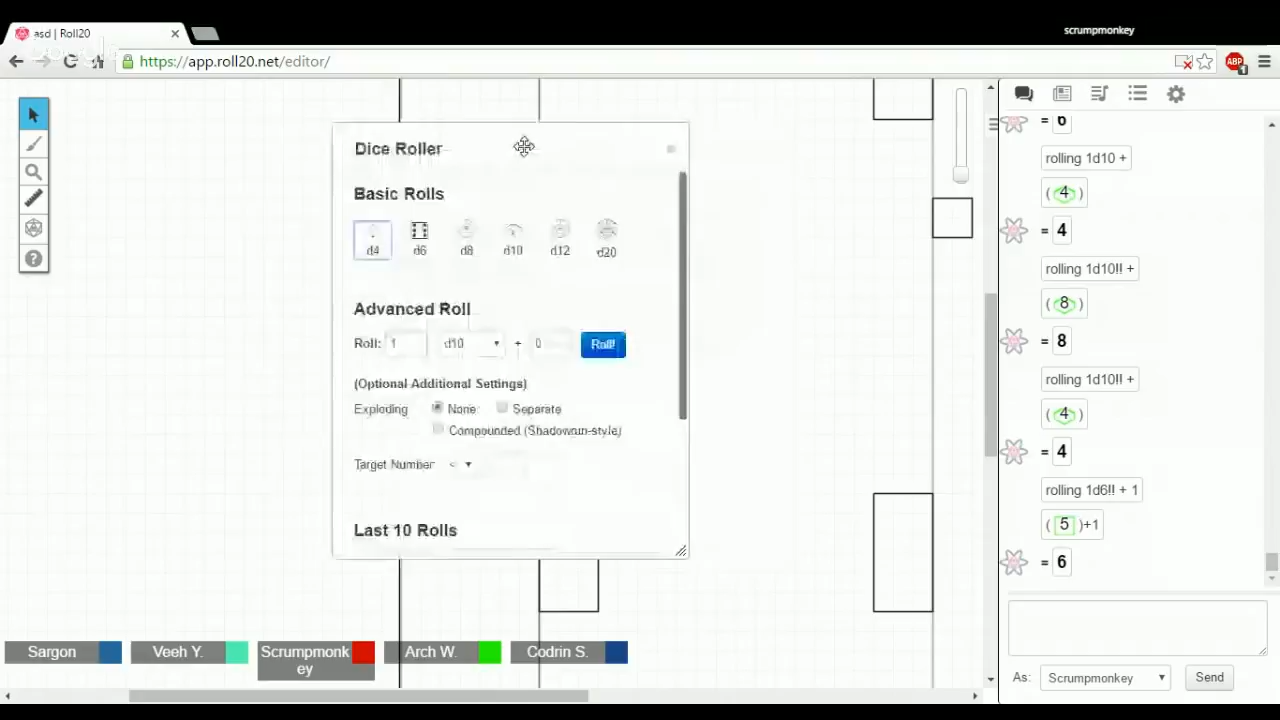 asd | Roll20
scrumpmonkey
https://app.roll20.net/editor/
ABP
1
Dice Roller
Basic Rolls
d4 d6 d8 d10 d12 d20
Advanced Roll
Roll: 1 d10 + 0 Roll!
(Optional Additional Settings)
Exploding None Separate
Compounded (Shadowrun-style)
Target Number <
Last 10 Rolls
= 6
rolling 1d10 +
( 4 )
= 4
rolling 1d10!! +
( 8 )
= 8
rolling 1d10!! +
( 4 )
= 4
rolling 1d6!! + 1
( 5 )+1
= 6
As: Scrumpmonkey Send
Sargon
Veeh Y.
Scrumpmonk
ey
Arch W.
Codrin S.